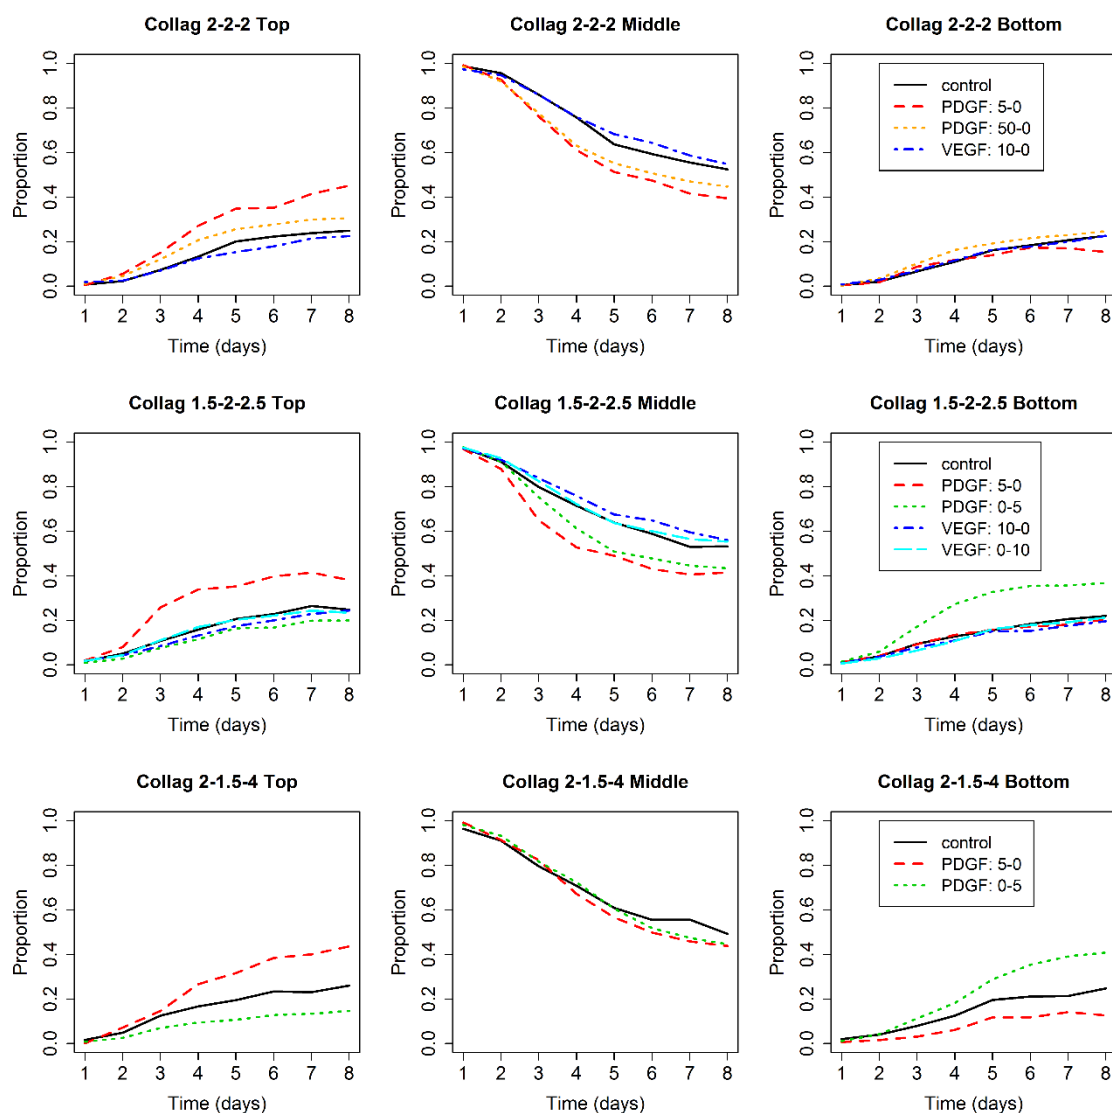 Collag 2-2-2 Top
Proportion
0.0 0.2 0.4 0.6 0.8 1.0
1 2 3 4 5 6 7 8
Time (days)
Collag 2-2-2 Middle
Proportion
0.0 0.2 0.4 0.6 0.8 1.0
1 2 3 4 5 6 7 8
Time (days)
Collag 2-2-2 Bottom
Proportion
0.0 0.2 0.4 0.6 0.8 1.0
control
PDGF: 5-0
PDGF: 50-0
VEGF: 10-0
1 2 3 4 5 6 7 8
Time (days)
Collag 1.5-2-2.5 Top
Proportion
0.0 0.2 0.4 0.6 0.8 1.0
1 2 3 4 5 6 7 8
Time (days)
Collag 1.5-2-2.5 Middle
Proportion
0.0 0.2 0.4 0.6 0.8 1.0
1 2 3 4 5 6 7 8
Time (days)
Collag 1.5-2-2.5 Bottom
Proportion
0.0 0.2 0.4 0.6 0.8 1.0
control
PDGF: 5-0
PDGF: 0-5
VEGF: 10-0
VEGF: 0-10
1 2 3 4 5 6 7 8
Time (days)
Collag 2-1.5-4 Top
Proportion
0.0 0.2 0.4 0.6 0.8 1.0
1 2 3 4 5 6 7 8
Time (days)
Collag 2-1.5-4 Middle
Proportion
0.0 0.2 0.4 0.6 0.8 1.0
1 2 3 4 5 6 7 8
Time (days)
Collag 2-1.5-4 Bottom
Proportion
0.0 0.2 0.4 0.6 0.8 1.0
control
PDGF: 5-0
PDGF: 0-5
1 2 3 4 5 6 7 8
Time (days)